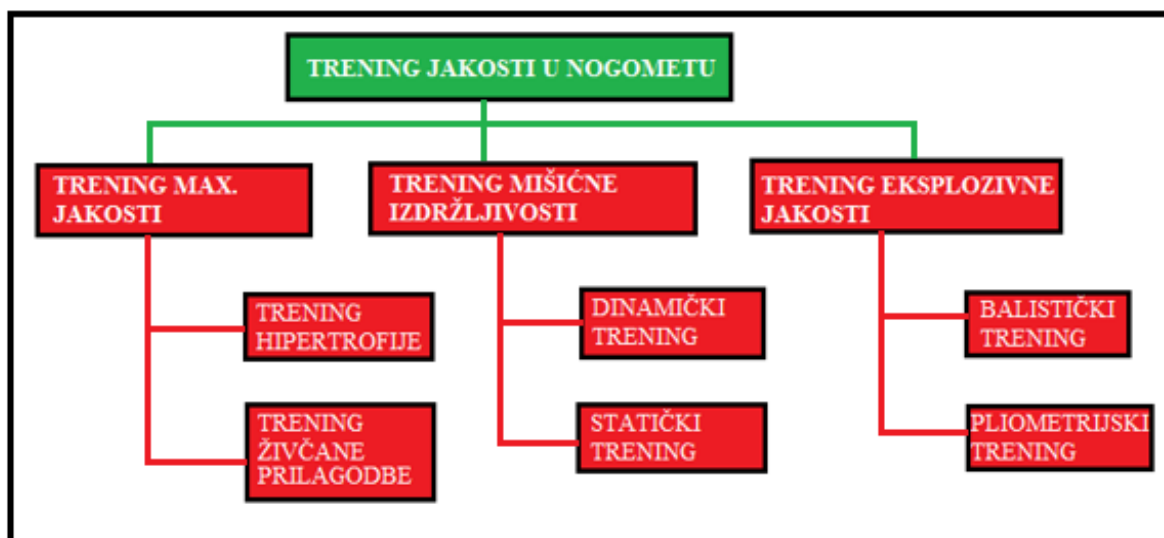 TRENING JAKOSTI U NOGOMETU
TRENING MAX.
JAKOSTI
TRENING MIŠIĆNE
IZDRŽLJIVOSTI
TRENING EKSPLOZIVNE
JAKOSTI
TRENING
HIPERTROFIJE
TRENING
ŽIVČANE
PRILAGODBE
DINAMIČKI
TRENING
STATIČKI
TRENING
BALISTIČKI
TRENING
PLIOMETRIJSKI
TRENING